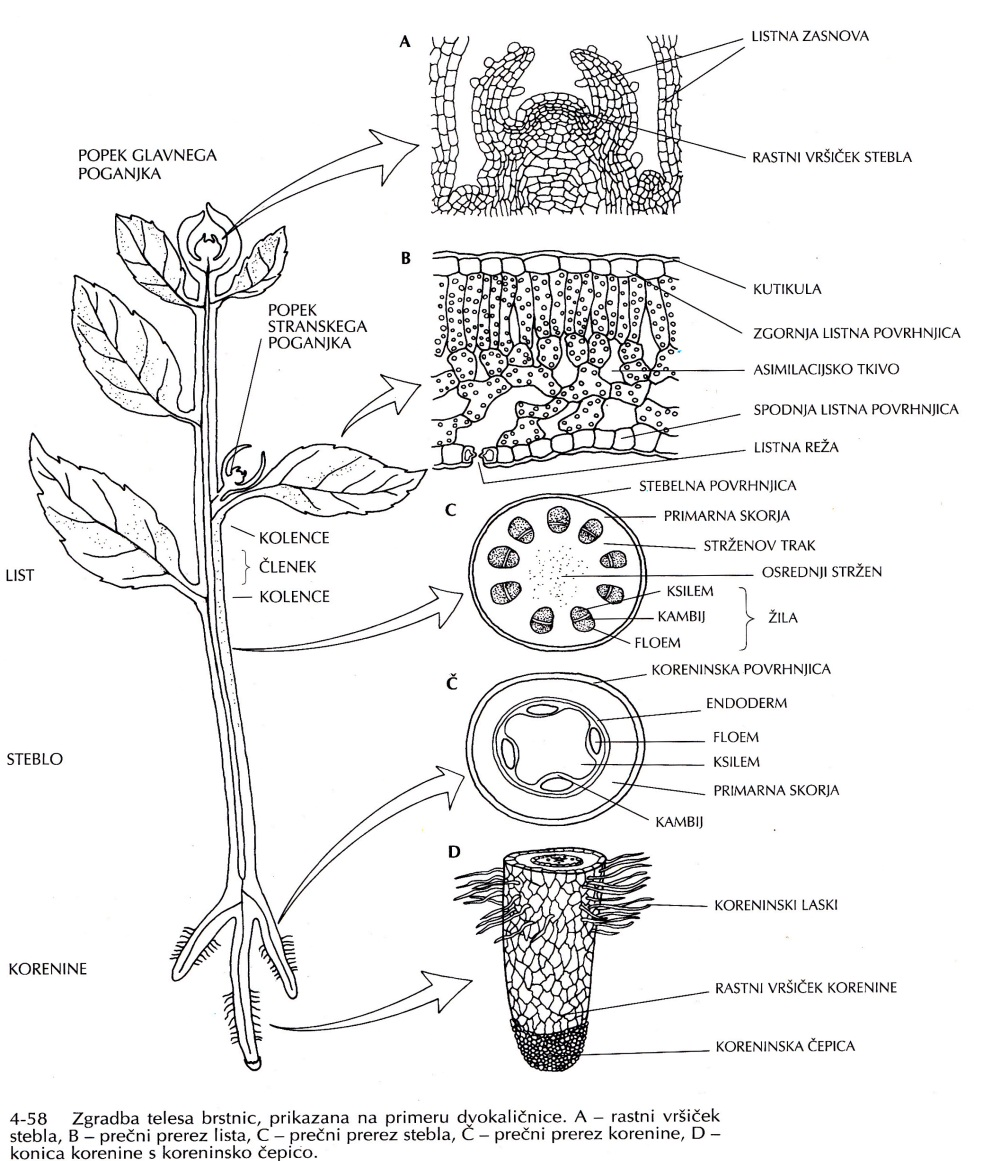 A
LISTNA ZASNOVA
RASTNI VRŠIČEK STEBLA
POPEK GLAVNEGA
POGANJKA
B
KUTIKULA
ZGORNJA LISTNA POVRHNJICA
ASIMILACIJSKO TKIVO
SPODNJA LISTNA POVRHNJICA
LISTNA REŽA
POPEK
STRANSKEGA
POGANJKA
C
STEBELNA POVRHNJICA
PRIMARNA SKORJA
STRŽENOV TRAK
OSREDNJI STRŽEN
KSILEM
KAMBIJ
FLOEM
ŽILA
KOLENCE
ČLENEK
KOLENCE
LIST
Č
KORENINSKA POVRHNJICA
ENDODERM
FLOEM
KSILEM
PRIMARNA SKORJA
KAMBIJ
STEBLO
D
KORENINSKI LASKI
RASTNI VRŠIČEK KORENINE
KORENINSKA ČEPICA
KORENINE
4-58 Zgradba telesa brstnic, prikazana na primeru dvokaličnice. A – rastni vršiček
stebla, B – prečni prerez lista, C – prečni prerez stebla, Č – prečni prerez korenine, D –
konica korenine s koreninsko čepico.